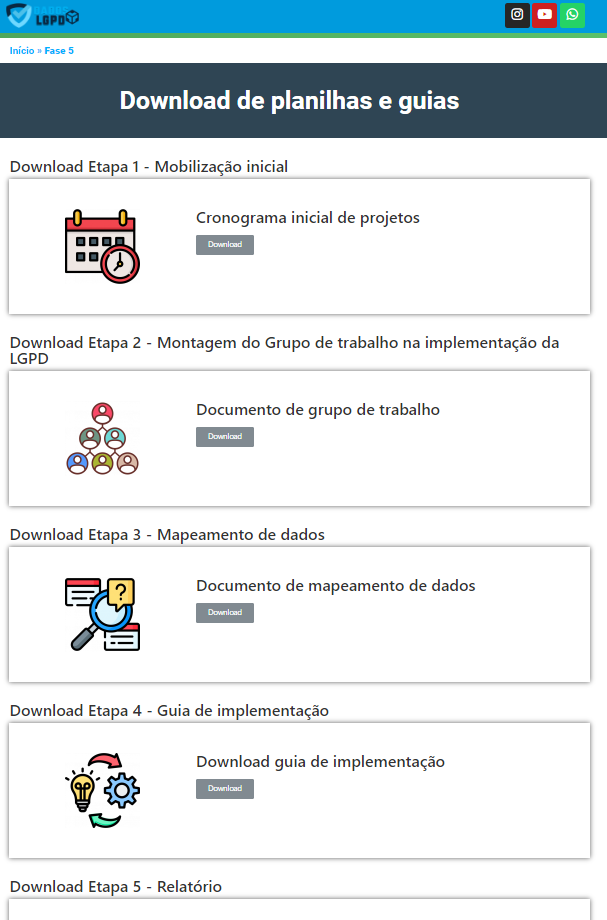 DADOS
LGPD
Início » Fase 5
Download de planilhas e guias
Download Etapa 1 - Mobilização inicial
Cronograma inicial de projetos
Download
Download Etapa 2 - Montagem do Grupo de trabalho na implementação da
LGPD
Documento de grupo de trabalho
Download
Download Etapa 3 - Mapeamento de dados
?
Documento de mapeamento de dados
Download
Download Etapa 4 - Guia de implementação
Download guia de implementação
Download
Download Etapa 5 - Relatório